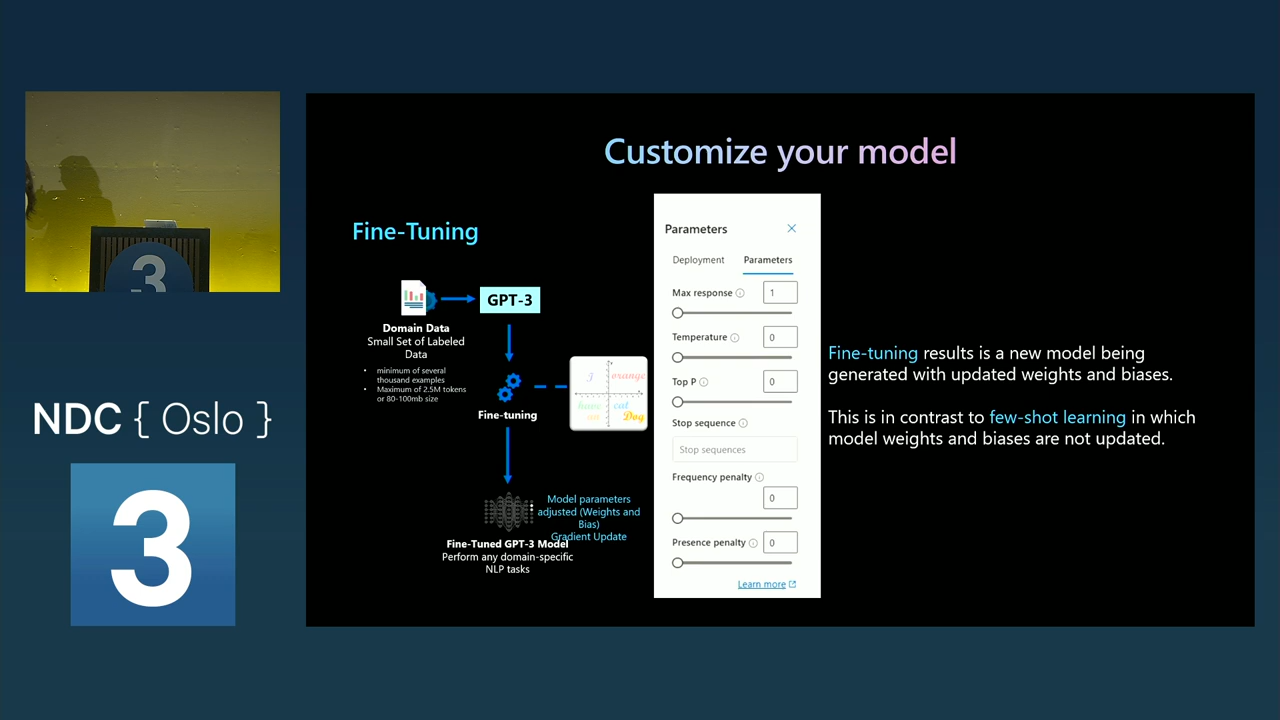 Customize your model
Fine-Tuning
GPT-3
Domain Data
Small Set of Labeled
Data
• minimum of several
thousand examples
• Maximum of 2.5M tokens
or 80-100mb size
Fine-tuning
3
orange
cat
Dog
Model parameters
adjusted (Weights and
Bias)
Gradient Update
Fine-Tuned GPT-3 Model
Perform any domain-specific
NLP tasks
Parameters
Deployment
Parameters
Max response
1
Temperature
0
Top P
0
Stop sequence
Stop sequences
Frequency penalty
0
Presence penalty
0
Learn more
Fine-tuning results is a new model being
generated with updated weights and biases.
This is in contrast to few-shot learning in which
model weights and biases are not updated.
3
NDC { Oslo }
3